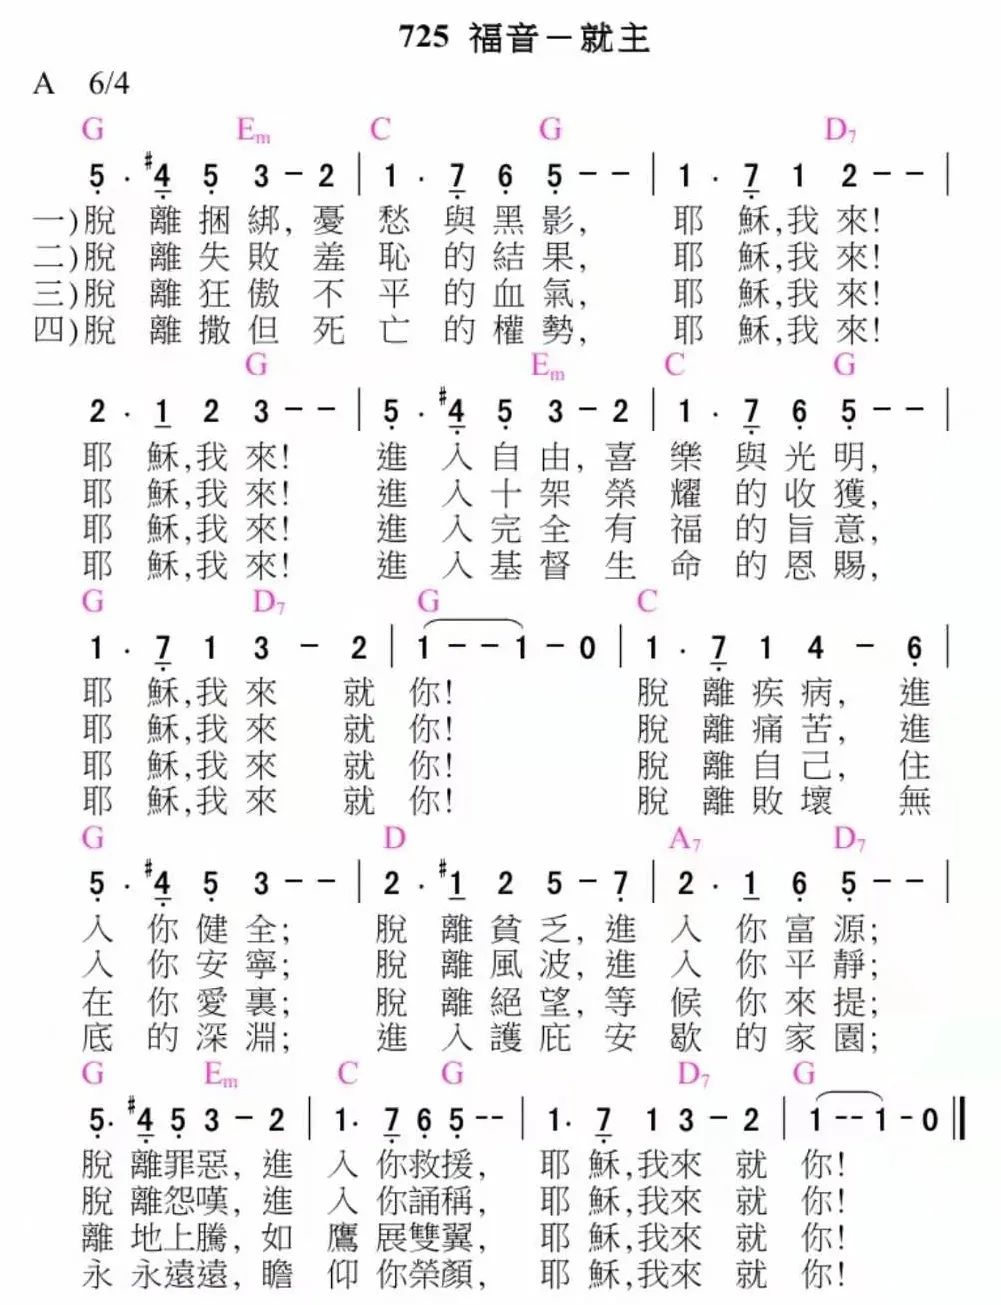 725 福音－就主
A 6/4
G Em C G D7
5̣ . #4̣ 5̣ 3 - 2 | 1 . 7̣ 6̣ 5̣ - - | 1 . 7̣ 1 2 - - |
一)脫 離 捆 綁, 憂 愁 與 黑 影, 耶 穌,我 來!
二)脫 離 失 敗 羞 恥 的 結 果, 耶 穌,我 來!
三)脫 離 狂 傲 不 平 的 血 氣, 耶 穌,我 來!
四)脫 離 撒 但 死 亡 的 權 勢, 耶 穌,我 來!
G Em C G
2 . 1 2 3 - - | 5̣ . #4̣ 5̣ 3 - 2 | 1 . 7̣ 6̣ 5̣ - - |
耶 穌,我 來! 進 入 自 由, 喜 樂 與 光 明,
耶 穌,我 來! 進 入 十 架 榮 耀 的 收 獲,
耶 穌,我 來! 進 入 完 全 有 福 的 旨 意,
耶 穌,我 來! 進 入 基 督 生 命 的 恩 賜,
G D7 G C
1 . 7̣ 1 3 - 2 | 1 - - 1 - 0 | 1 . 7̣ 1 4 - 6̣ |
耶 穌,我 來 就 你! 脫 離 疾 病, 進
耶 穌,我 來 就 你! 脫 離 痛 苦, 進
耶 穌,我 來 就 你! 脫 離 自 己, 住
耶 穌,我 來 就 你! 脫 離 敗 壞 無
G D A7 D7
5̣ . #4̣ 5̣ 3 - - | 2 . #1 2 5 - 7̣ | 2 . 1 6̣ 5̣ - - |
入 你 健 全; 脫 離 貧 乏, 進 入 你 富 源;
入 你 安 寧; 脫 離 風 波, 進 入 你 平 靜;
在 你 愛 裏; 脫 離 絕 望, 等 候 你 來 提;
底 的 深 淵; 進 入 護 庇 安 歇 的 家 園;
G Em C G D7 G
5̣ . #4̣ 5̣ 3 - 2 | 1 . 7̣ 6̣ 5̣ - - | 1 . 7̣ 1 3 - 2 | 1 - - 1 - 0 ‖
脫 離罪惡, 進 入 你救援, 耶 穌,我來 就 你!
脫 離怨嘆, 進 入 你誦稱, 耶 穌,我來 就 你!
離 地上騰, 如 鷹 展雙翼, 耶 穌,我來 就 你!
永 永遠遠, 瞻 仰 你榮顏, 耶 穌,我來 就 你!